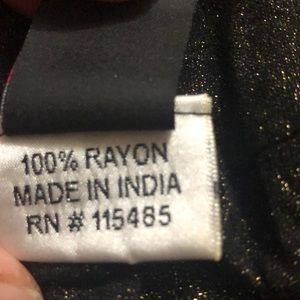 100% RAYON
MADE IN INDIA
RN # 115485